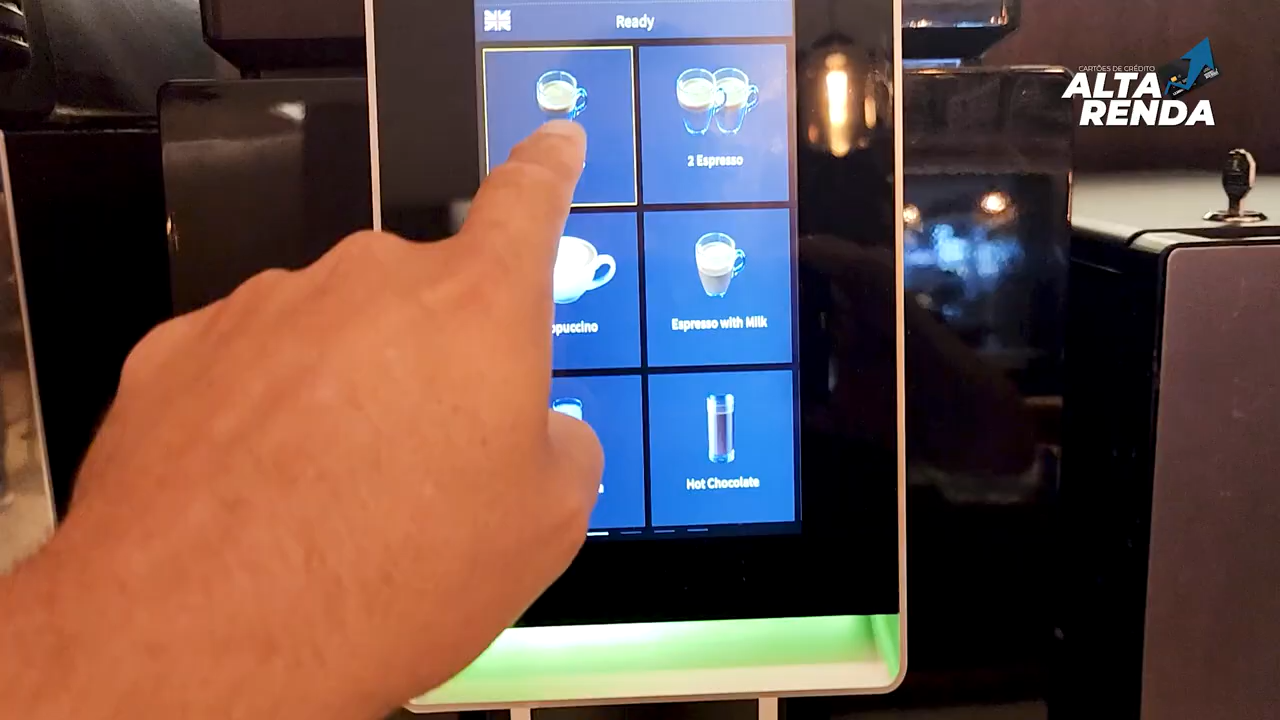 Ready
2 Espresso
Espresso with Milk
Hot Chocolate
CARTÕES DE CRÉDITO
ALTA
RENDA